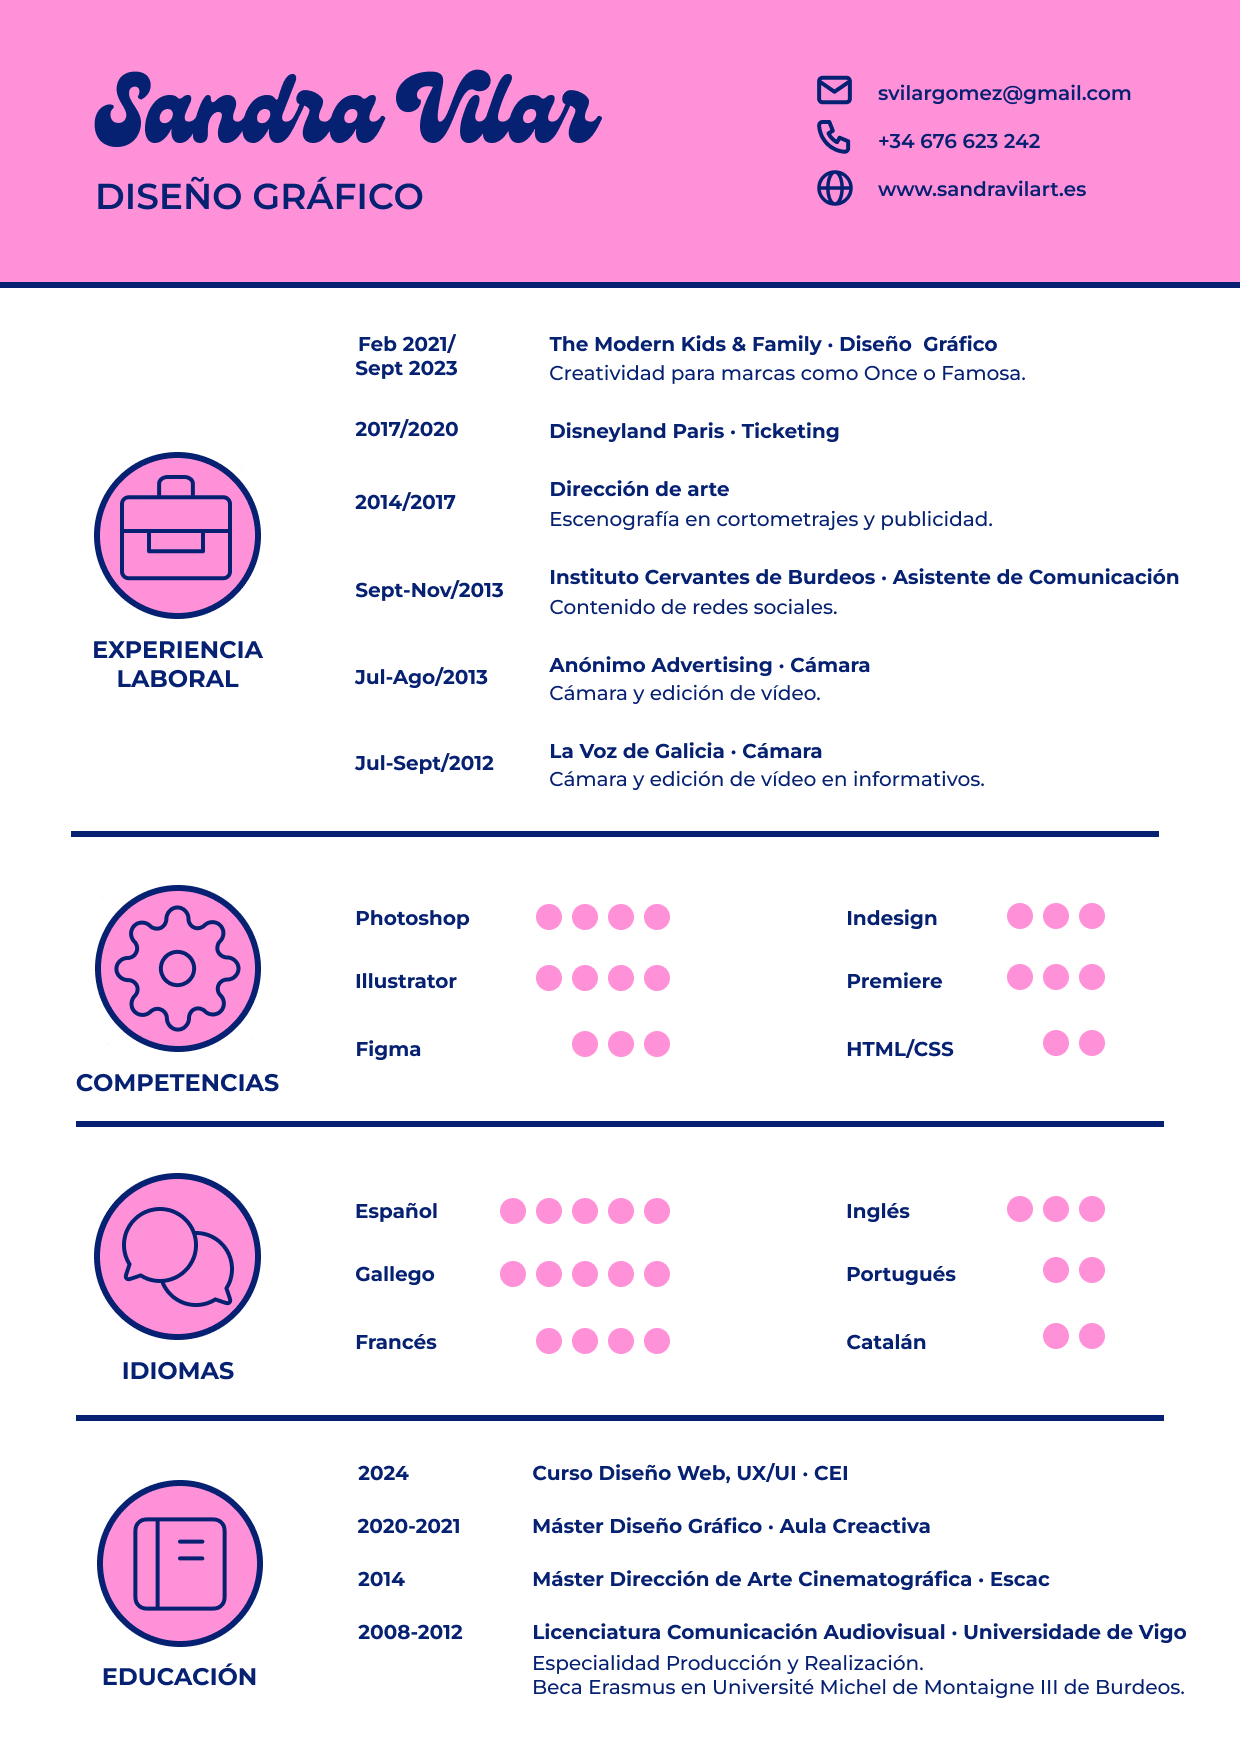 Sandra Vilar
DISEÑO GRÁFICO
svilargomez@gmail.com
+34 676 623 242
www.sandravilart.es
EXPERIENCIA
LABORAL
Feb 2021/
Sept 2023
The Modern Kids & Family · Diseño  Gráfico
Creatividad para marcas como Once o Famosa.
2017/2020
Disneyland Paris · Ticketing
2014/2017
Dirección de arte
Escenografía en cortometrajes y publicidad.
Sept-Nov/2013
Instituto Cervantes de Burdeos · Asistente de Comunicación
Contenido de redes sociales.
Jul-Ago/2013
Anónimo Advertising · Cámara
Cámara y edición de vídeo.
Jul-Sept/2012
La Voz de Galicia · Cámara
Cámara y edición de vídeo en informativos.
COMPETENCIAS
Photoshop
Indesign
Illustrator
Premiere
Figma
HTML/CSS
IDIOMAS
Español
Inglés
Gallego
Portugués
Francés
Catalán
EDUCACIÓN
2024
Curso Diseño Web, UX/UI · CEI
2020-2021
Máster Diseño Gráfico · Aula Creactiva
2014
Máster Dirección de Arte Cinematográfica · Escac
2008-2012
Licenciatura Comunicación Audiovisual · Universidade de Vigo
Especialidad Producción y Realización.
Beca Erasmus en Université Michel de Montaigne III de Burdeos.